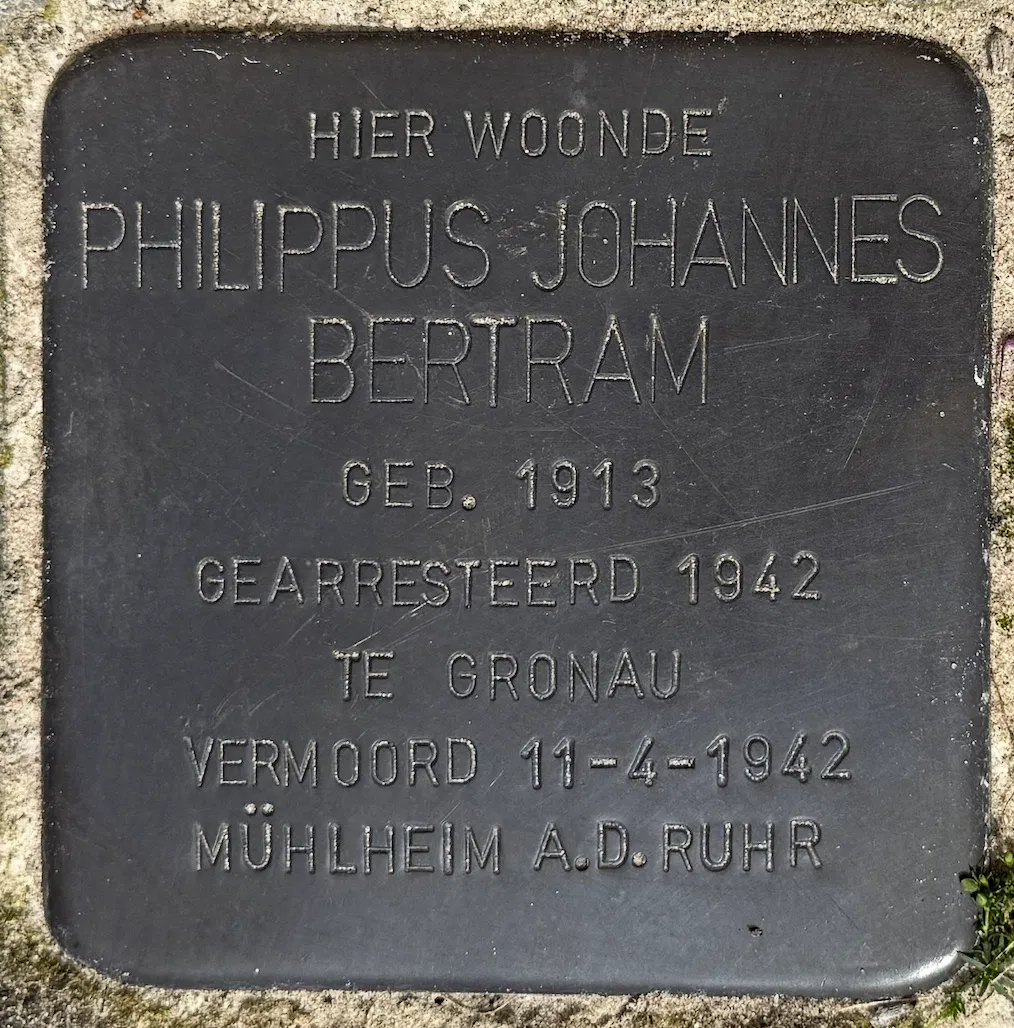 HIER WOONDE
PHILIPPUS JOHANNES
BERTRAM
GEB. 1913
GEARRESTEERD 1942
TE GRONAU
VERMOORD 11-4-1942
MÜHLHEIM A.D.RUHR